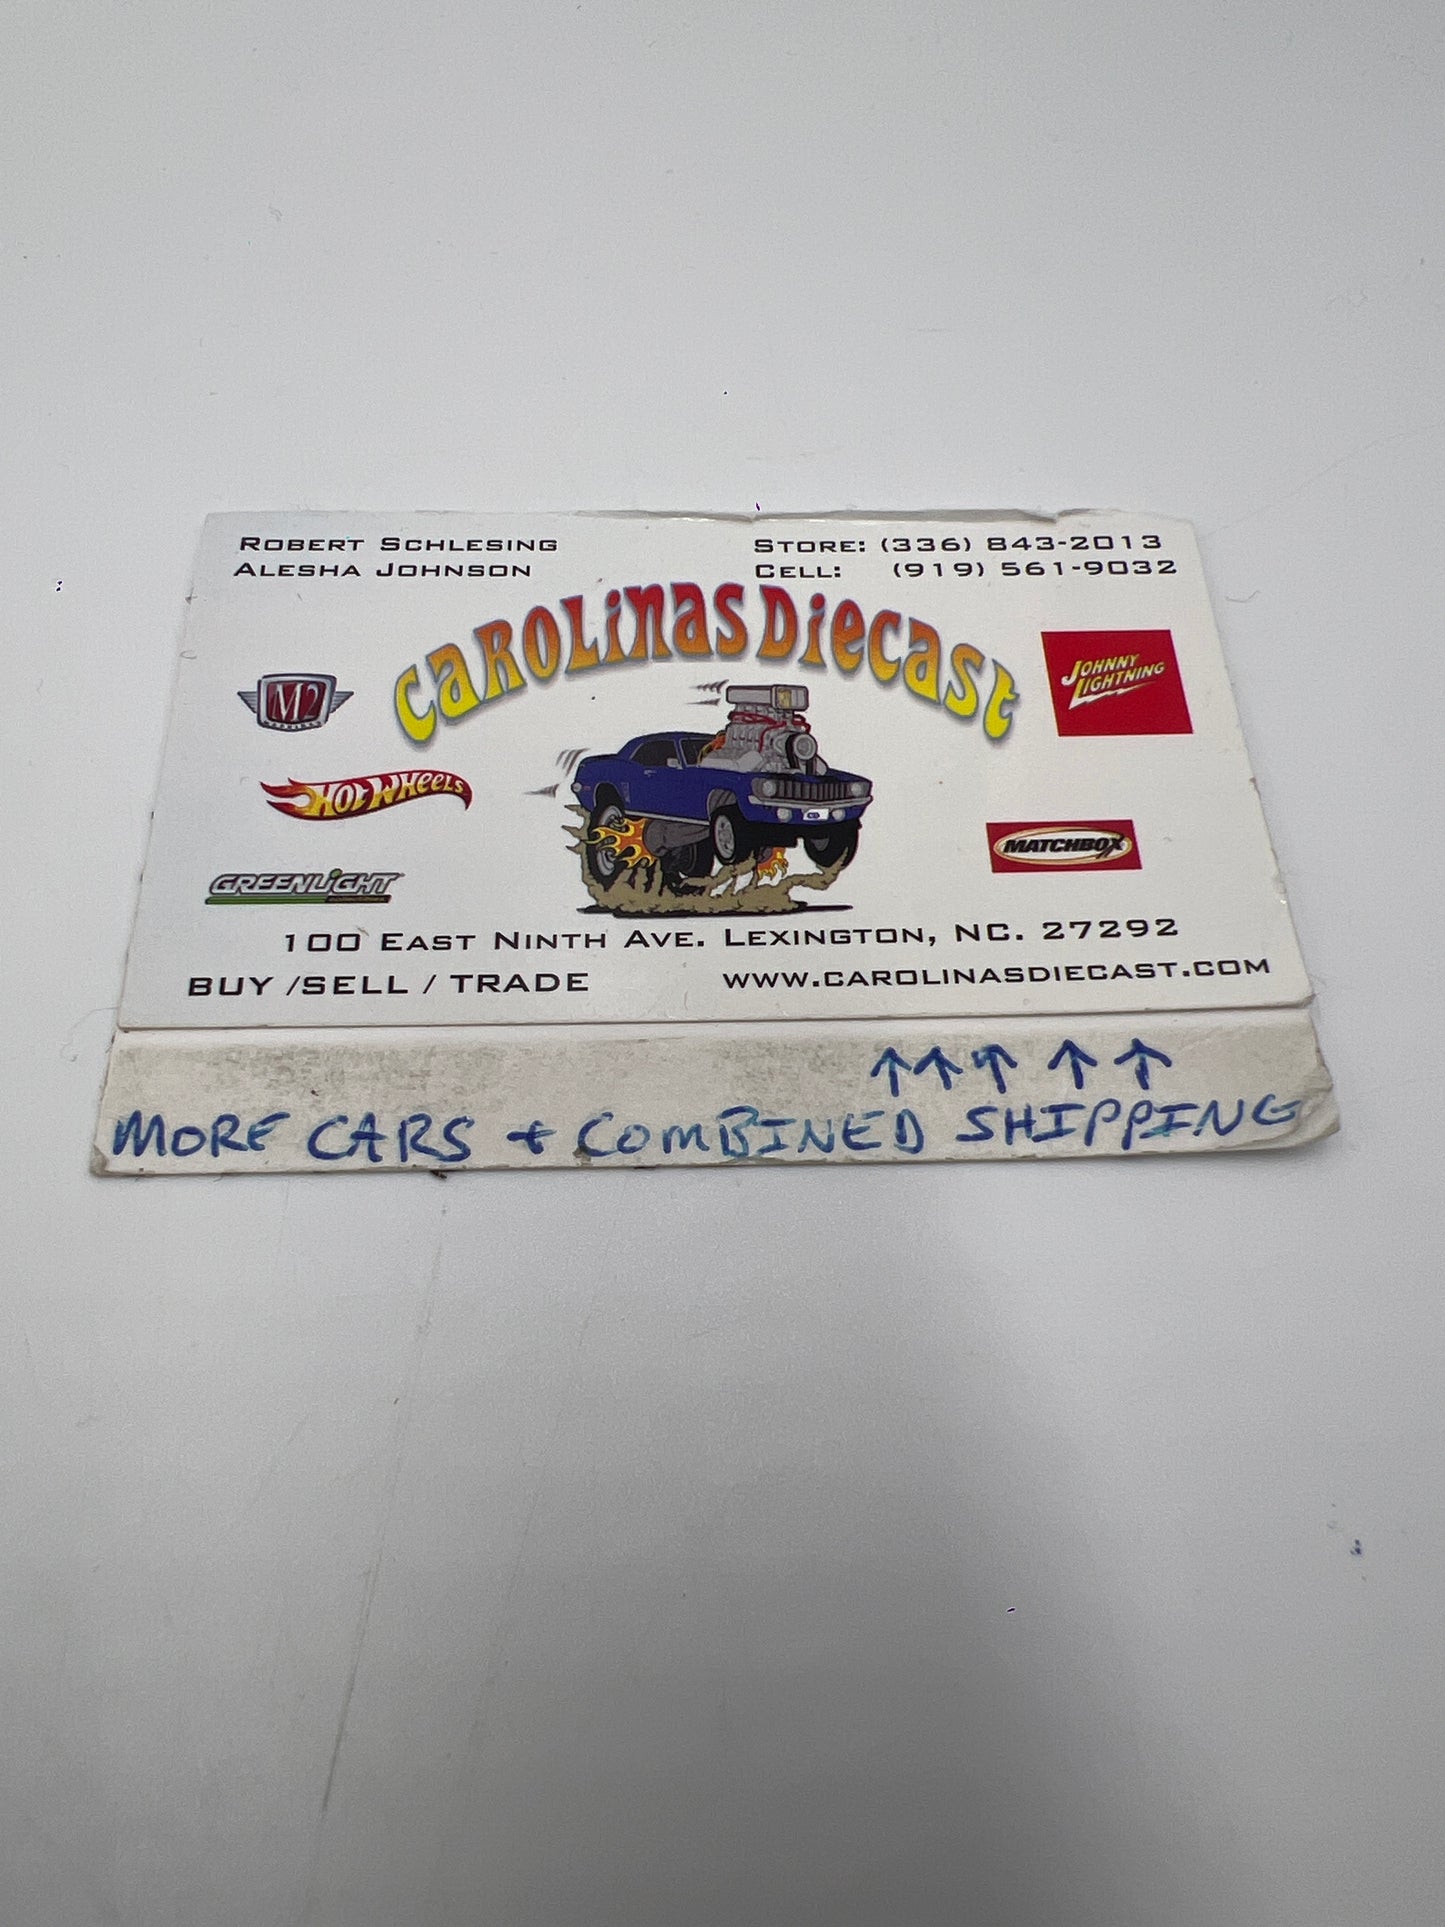 ROBERT SCHLESING
ALESHA JOHNSON
STORE: (336) 843-2013
CELL: (919) 561-9032
CAROLINAS DIECAST
M2
JOHNNY
LIGHTNING
HOT WHEELS
MATCHBOX
GREENLIGHT
100 EAST NINTH AVE. LEXINGTON, NC. 27292
BUY /SELL / TRADE
WWW.CAROLINASDIECAST.COM
↑ ↑ ↑ ↑ ↑
MORE CARS + COMBINED SHIPPING